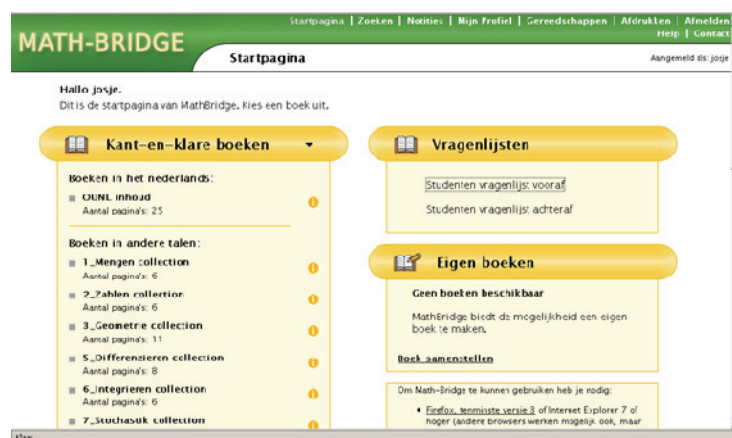 Startpagina | Zoeken | Notities | Mijn Profiel | Gereedschappen | Afdrukken | Afmelden
Help | Contact
MATH-BRIDGE
Startpagina
Aangemeld als: josje
Hallo josje.
Dit is de startpagina van MathBridge. Kies een boek uit.
Kant-en-klare boeken
Boeken in het nederlands:
OUNL inhoud
Aantal pagina's: 25
Boeken in andere talen:
1_Mengen collection
Aantal pagina's: 6
2_Zahlen collection
Aantal pagina's: 6
3_Geometrie collection
Aantal pagina's: 11
5_Differenzieren collection
Aantal pagina's: 8
6_Integrieren collection
Aantal pagina's: 6
7_Stochastik collection
Vragenlijsten
Studenten vragenlijst vooraf
Studenten vragenlijst achteraf
Eigen boeken
Geen boeken beschikbaar
MathBridge biedt de mogelijkheid een eigen
boek te maken.
Boek samenstellen
Om Math-Bridge te kunnen gebruiken heb je nodig:
Firefox, tenminste versie 3 of Internet Explorer 7 of
hoger (andere browsers werken mogelijk ook, maar
Klaar